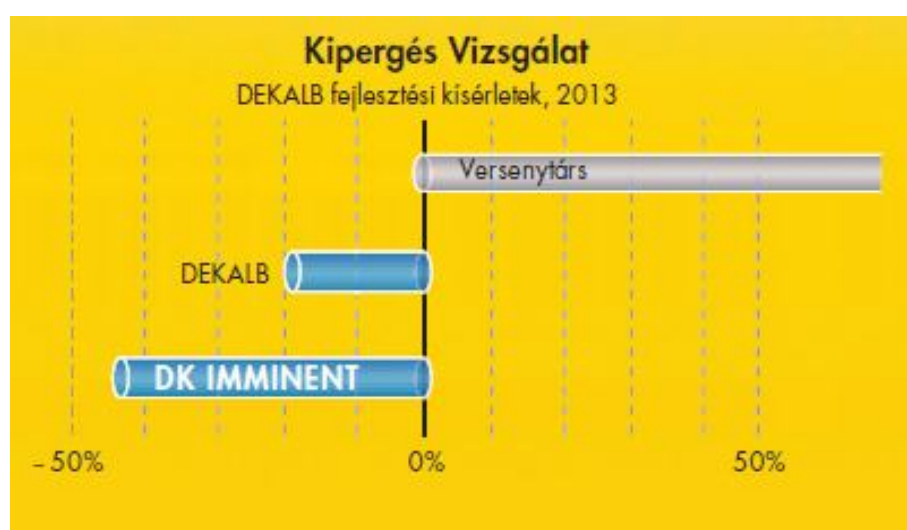 Kipergés Vizsgálat
DEKALB fejlesztési kísérletek, 2013
Versenytárs
DEKALB
DK IMMINENT
– 50% 0% 50%